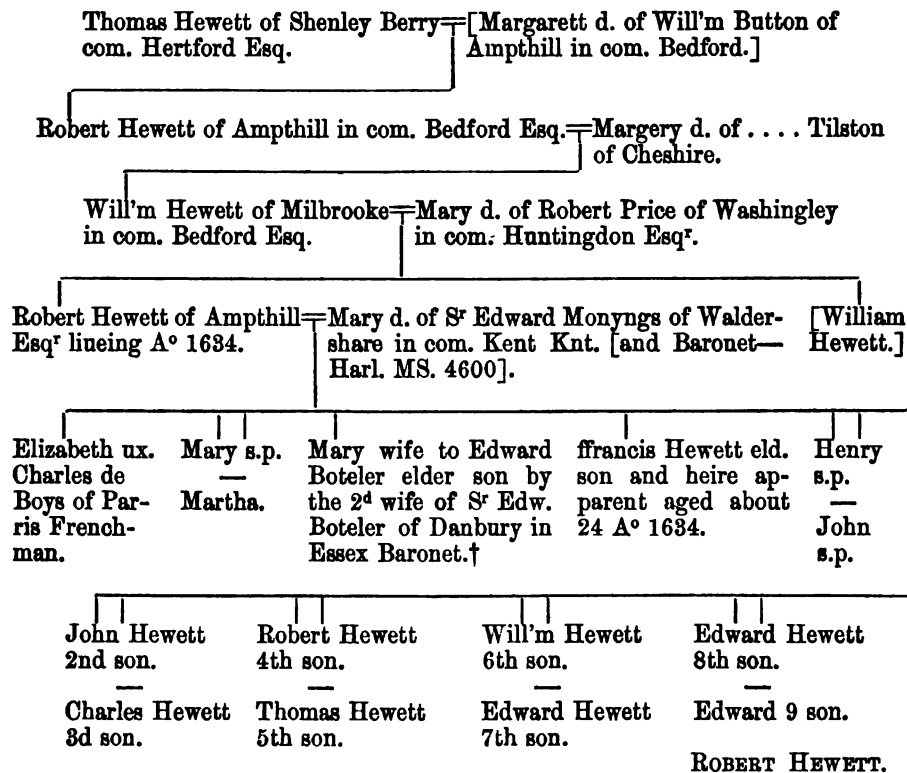 Thomas Hewett of Shenley Berry=[Margarett d. of Will'm Button of
com. Hertford Esq. Ampthill in com. Bedford.]
Robert Hewett of Ampthill in com. Bedford Esq.=Margery d. of . . . . Tilston
of Cheshire.
Will'm Hewett of Milbrooke=Mary d. of Robert Price of Washingley
in com. Bedford Esq. in com. Huntingdon Esqr.
Robert Hewett of Ampthill=Mary d. of Sr Edward Monyngs of Walder-
Esqr liueing Ao 1634. share in com. Kent Knt. [and Baronet—
Harl. MS. 4600].
[William
Hewett.]
Elizabeth ux.
Charles de
Boys of Par-
ris Frenoh-
man.
Mary s.p.
—
Martha.
Mary wife to Edward
Boteler elder son by
the 2d wife of Sr Edw.
Boteler of Danbury in
Essex Baronet.†
ffrancis Hewett eld.
son and heire ap-
parent aged about
24 Ao 1634.
Henry
s.p.
—
John
s.p.
John Hewett
2nd son.
—
Charles Hewett
3d son.
Robert Hewett
4th son.
—
Thomas Hewett
5th son.
Will'm Hewett
6th son.
—
Edward Hewett
7th son.
Edward Hewett
8th son.
—
Edward 9 son.
ROBERT HEWETT.